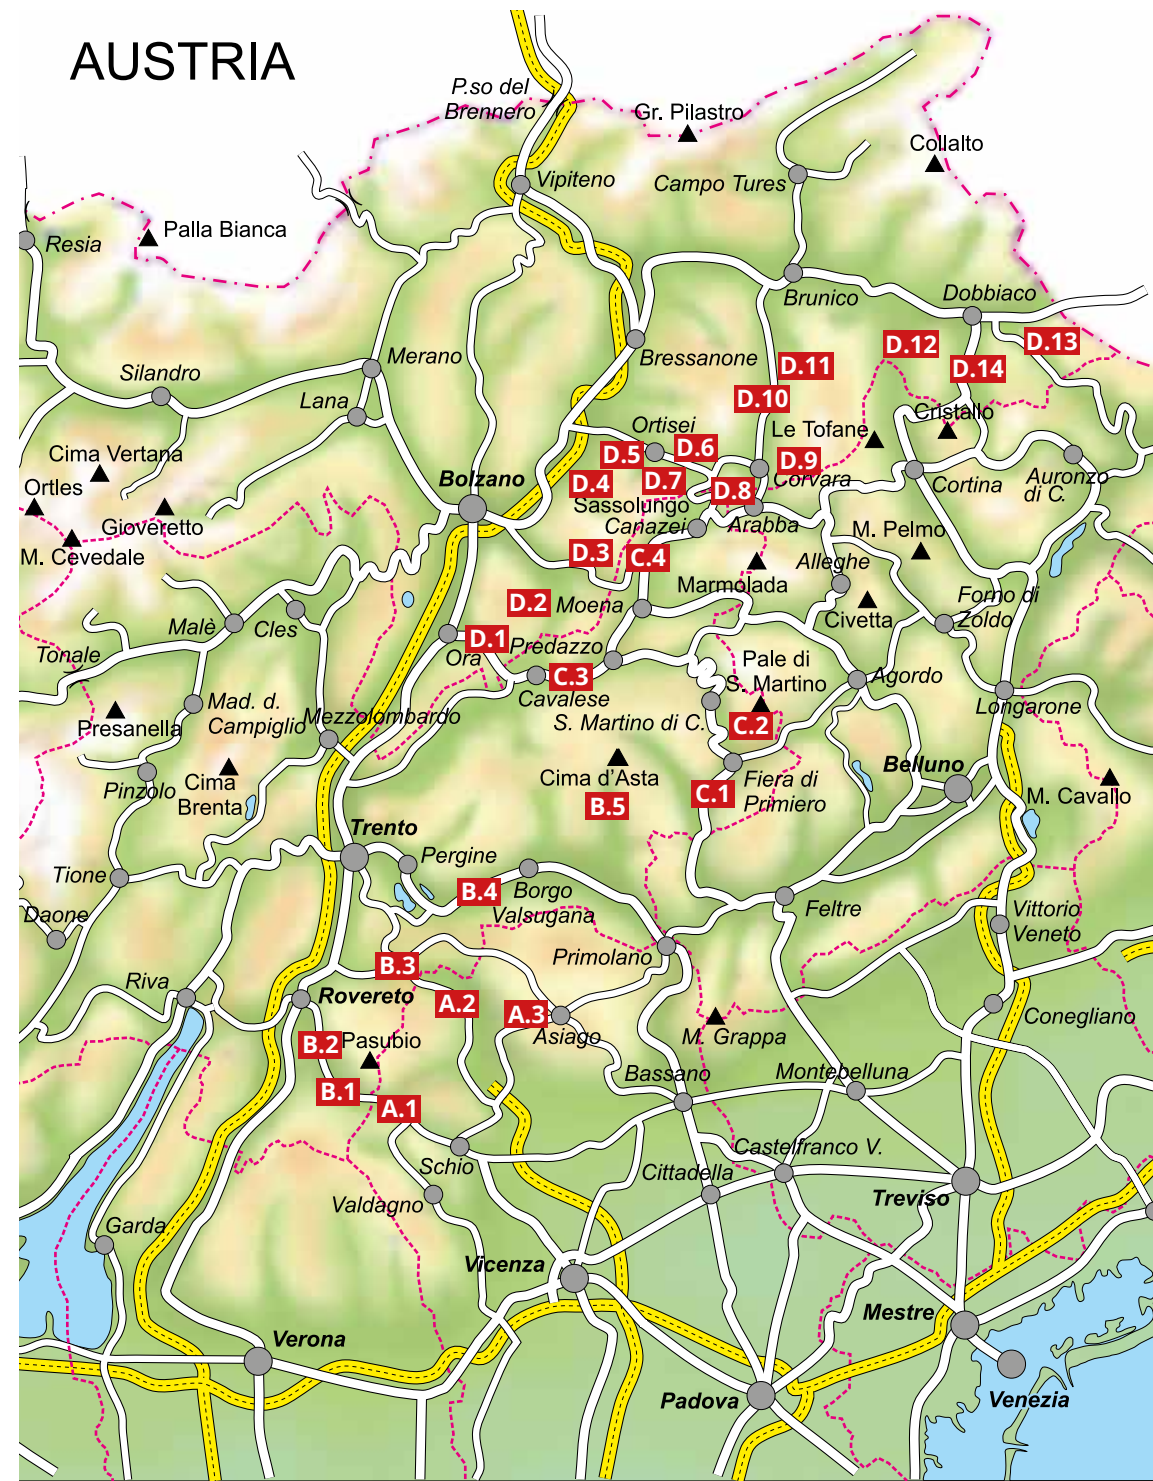 AUSTRIA
P.so del
Brennero
Gr. Pilastro
Collalto
Vipiteno
Campo Tures
Palla Bianca
Resia
Brunico
Dobbiaco
D.12
D.13
Bressanone
Merano
D.11
D.14
Silandro
Lana
D.10
Cristallo
Ortisei
Le Tofane
D.6
Cima Vertana
D.5
D.9
Bolzano
D.7
Corvara
Auronzo
di C.
Ortles
D.4
D.8
Cortina
Sassolungo
Gioveretto
Canazei
Arabba
M. Pelmo
M. Cevedale
D.3
C.4
Marmolada
Alleghe
D.2
Moena
Civetta
Forno di
Zoldo
Malè
Cles
D.1
Predazzo
Tonale
Ora
Pale di
S. Martino
C.3
Agordo
Cavalese
Mad. d.
Campiglio
Longarone
Presanella
Mezzolombardo
S. Martino di C.
C.2
Belluno
Cima d'Asta
Fiera di
Primiero
Pinzolo
Cima
Brenta
C.1
M. Cavallo
B.5
Trento
Pergine
Tione
B.4
Borgo
Valsugana
Feltre
Daone
Vittorio
Veneto
Primolano
B.3
Riva
Rovereto
A.2
A.3
Conegliano
B.2
Pasubio
Asiago
M. Grappa
Bassano
Montebelluna
B.1
A.1
Castelfranco V.
Schio
Cittadella
Valdagno
Treviso
Garda
Vicenza
Mestre
Verona
Padova
Venezia